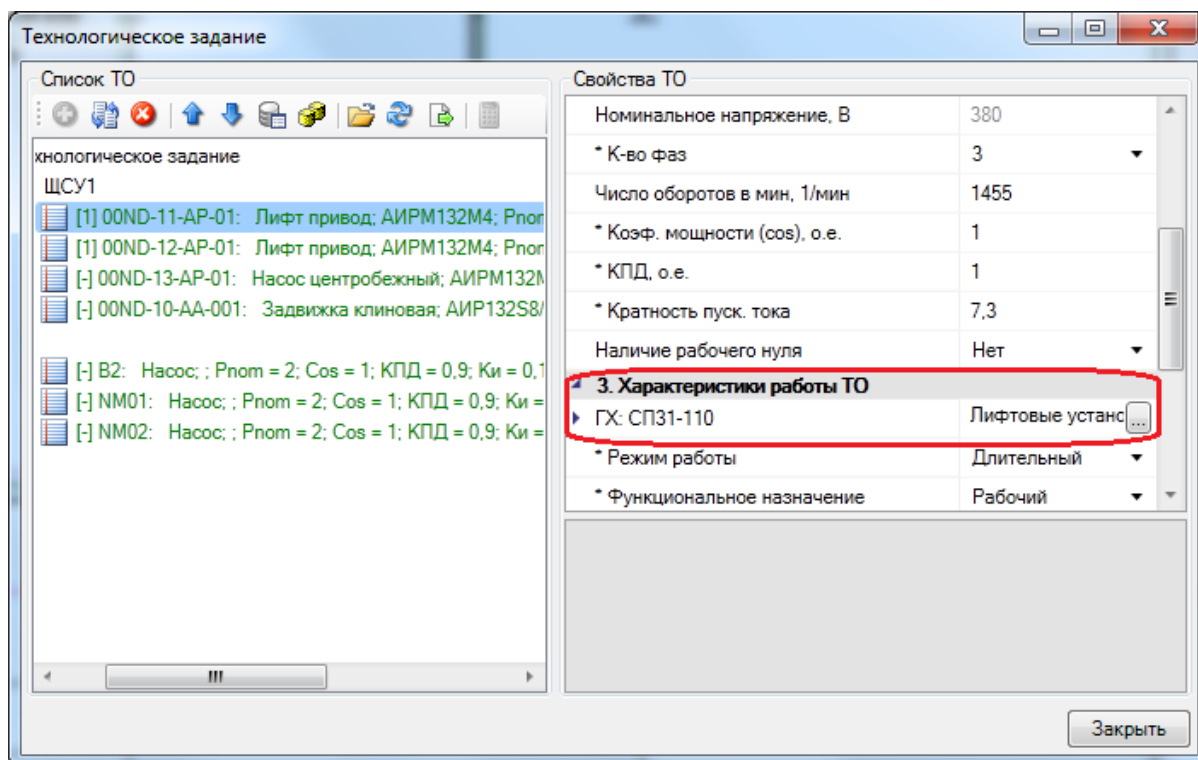 Технологическое задание
Список ТО
хнологическое задание
ЩСУ1
[1] 00ND-11-AP-01: Лифт привод; АИРМ132М4; Pnom
[1] 00ND-12-AP-01: Лифт привод; АИРМ132М4; Pnom
[-] 00ND-13-AP-01: Насос центробежный; АИРМ132М
[-] 00ND-10-AA-001: Задвижка клиновая; АИР132S8/
[-] B2: Насос; ; Pnom = 2; Cos = 1; КПД = 0,9; Ки = 0,1
[-] NM01: Насос; ; Pnom = 2; Cos = 1; КПД = 0,9; Ки =
[-] NM02: Насос; ; Pnom = 2; Cos = 1; КПД = 0,9; Ки =
Свойства ТО
Номинальное напряжение, В 380
* К-во фаз 3
Число оборотов в мин, 1/мин 1455
* Коэф. мощности (cos), о.е. 1
* КПД, о.е. 1
* Кратность пуск. тока 7,3
Наличие рабочего нуля Нет
3. Характеристики работы ТО
ГХ: СП31-110 Лифтовые устанс ...
* Режим работы Длительный
* Функциональное назначение Рабочий
Закрыть